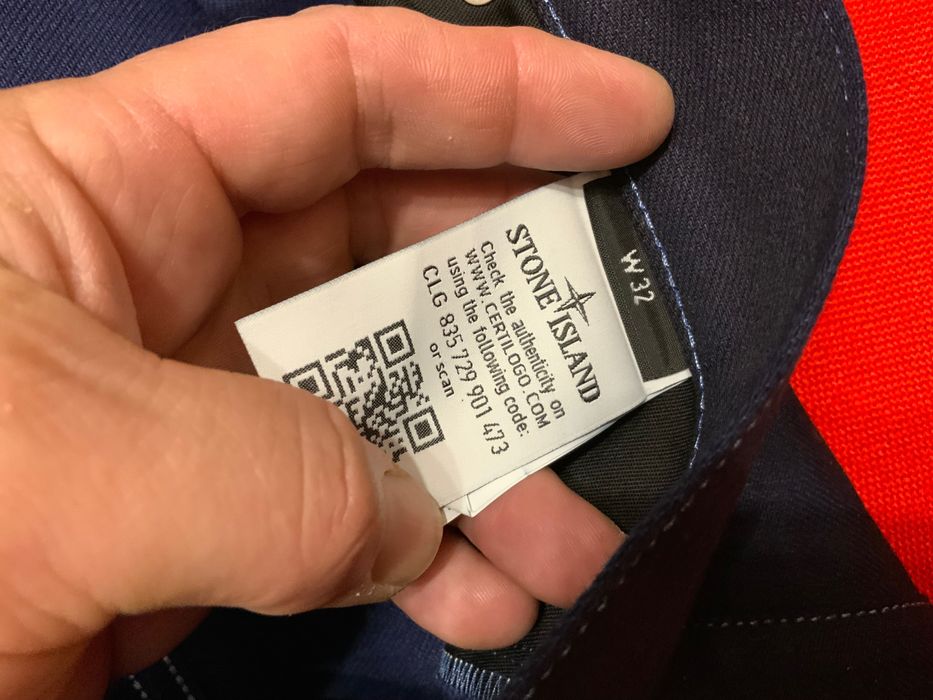 STONE ISLAND
Check the authenticity on
WWW.CERTILOGO.COM
using the following code:
CLG 835 729 901 473
or scan
W 32